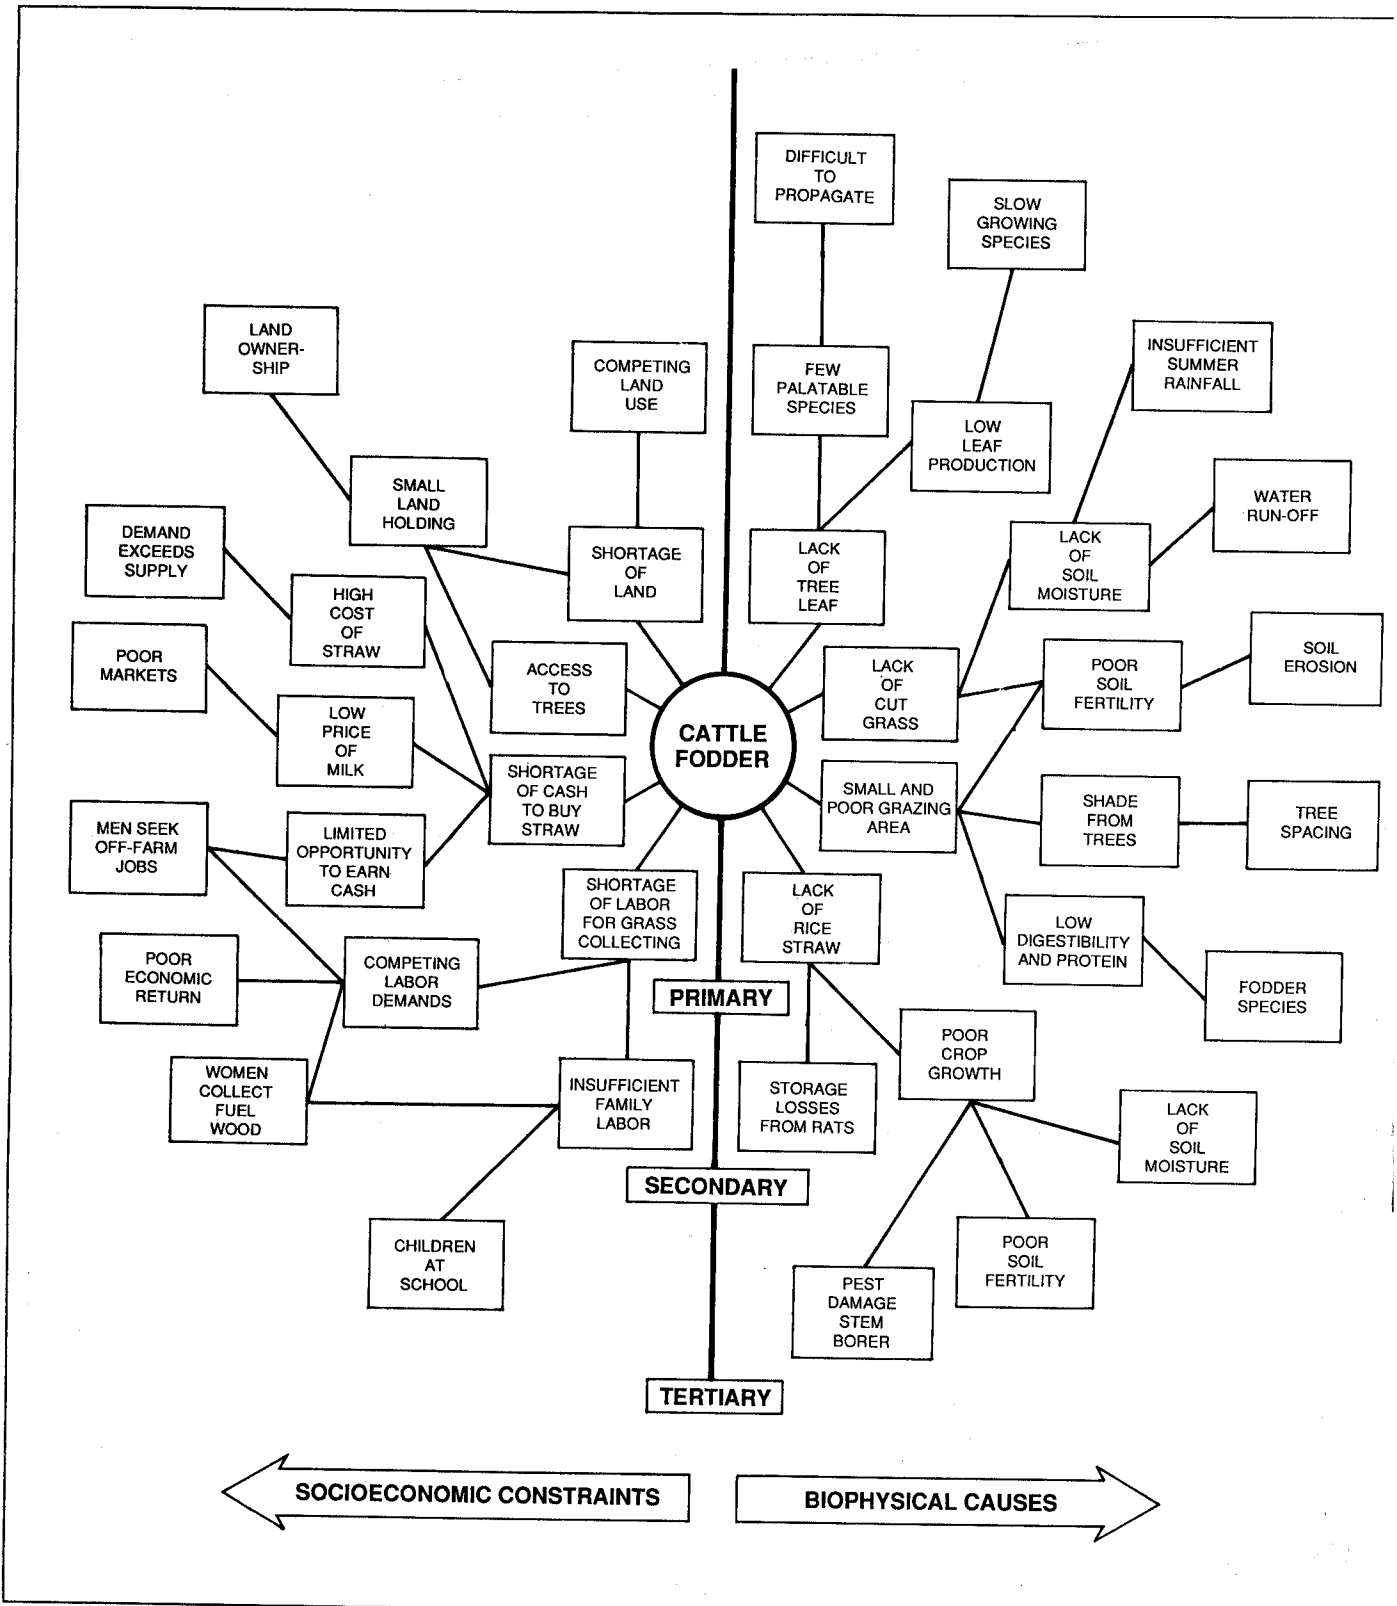 DIFFICULT
TO
PROPAGATE
SLOW
GROWING
SPECIES
LAND
OWNER-
SHIP
COMPETING
LAND
USE
FEW
PALATABLE
SPECIES
INSUFFICIENT
SUMMER
RAINFALL
LOW
LEAF
PRODUCTION
SMALL
LAND
HOLDING
WATER
RUN-OFF
DEMAND
EXCEEDS
SUPPLY
SHORTAGE
OF
LAND
LACK
OF
TREE
LEAF
LACK
OF
SOIL
MOISTURE
HIGH
COST
OF
STRAW
POOR
MARKETS
ACCESS
TO
TREES
LACK
OF
CUT
GRASS
POOR
SOIL
FERTILITY
SOIL
EROSION
LOW
PRICE
OF
MILK
CATTLE
FODDER
SHORTAGE
OF CASH
TO BUY
STRAW
SMALL AND
POOR GRAZING
AREA
SHADE
FROM
TREES
TREE
SPACING
MEN SEEK
OFF-FARM
JOBS
LIMITED
OPPORTUNITY
TO EARN
CASH
SHORTAGE
OF LABOR
FOR GRASS
COLLECTING
LACK
OF
RICE
STRAW
LOW
DIGESTIBILITY
AND PROTEIN
FODDER
SPECIES
POOR
ECONOMIC
RETURN
COMPETING
LABOR
DEMANDS
PRIMARY
POOR
CROP
GROWTH
WOMEN
COLLECT
FUEL
WOOD
INSUFFICIENT
FAMILY
LABOR
STORAGE
LOSSES
FROM RATS
LACK
OF
SOIL
MOISTURE
SECONDARY
CHILDREN
AT
SCHOOL
PEST
DAMAGE
STEM
BORER
POOR
SOIL
FERTILITY
TERTIARY
SOCIOECONOMIC CONSTRAINTS
BIOPHYSICAL CAUSES